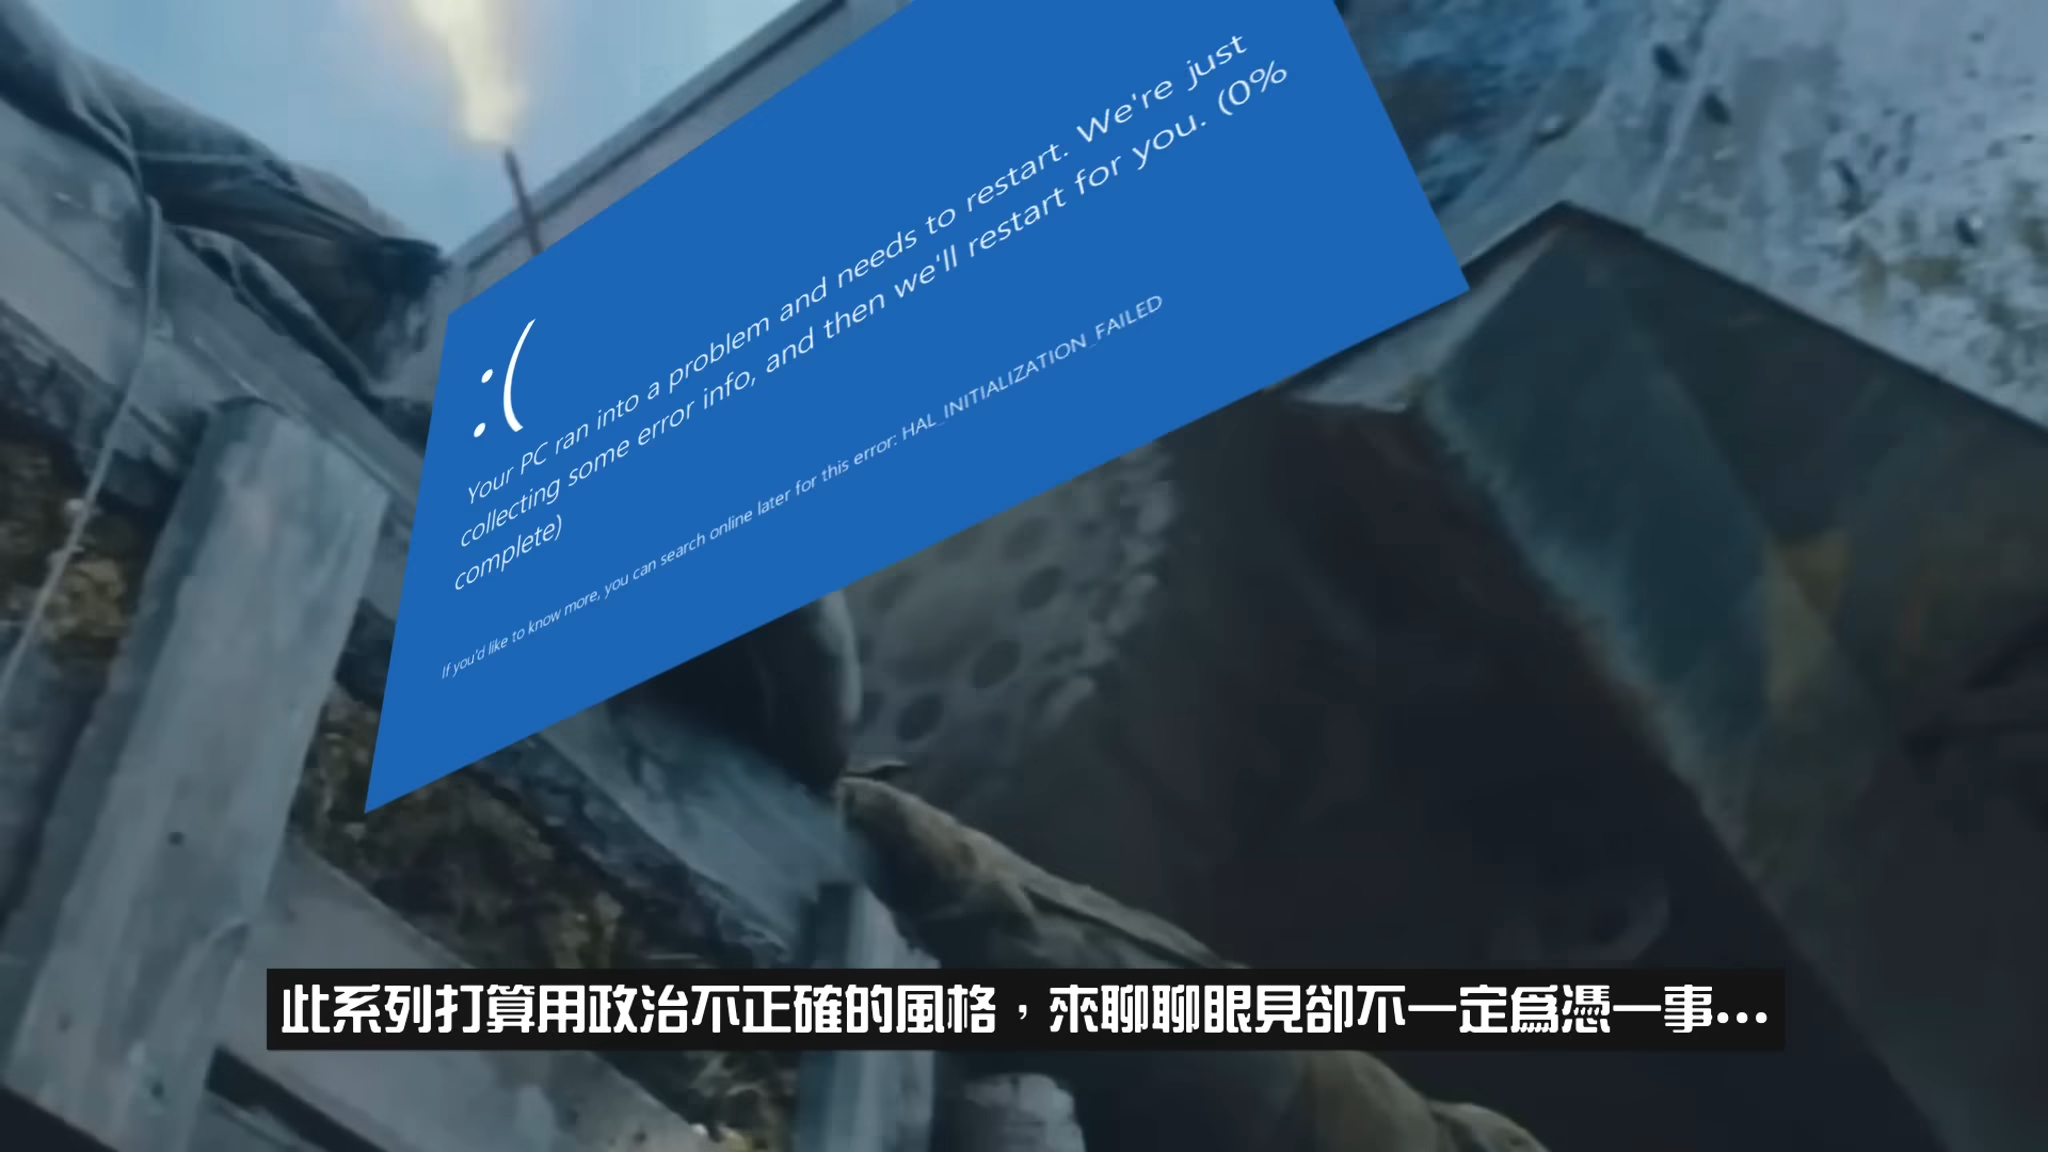 :(
Your PC ran into a problem and needs to restart. We're just
collecting some error info, and then we'll restart for you. (0%
complete)
If you'd like to know more, you can search online later for this error: HAL_INITIALIZATION_FAILED
此系列打算用政治不正確的風格，來聊聊眼見卻不一定爲憑一事...